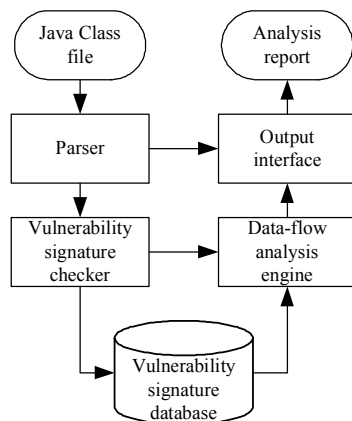 Java Class
file
Analysis
report
Parser
Output
interface
Vulnerability
signature
checker
Data-flow
analysis
engine
Vulnerability
signature
database